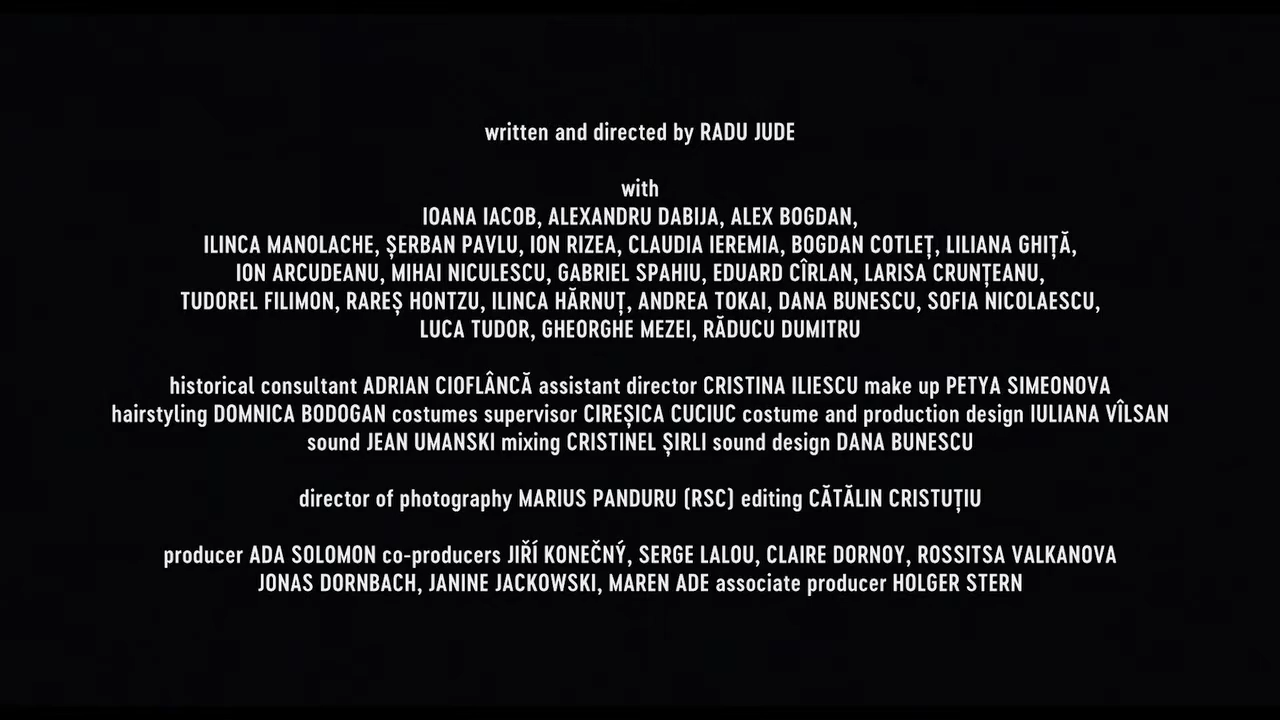 written and directed by RADU JUDE
with
IOANA IACOB, ALEXANDRU DABIJA, ALEX BOGDAN,
ILINCA MANOLACHE, ȘERBAN PAVLU, ION RIZEA, CLAUDIA IEREMIA, BOGDAN COTLEȚ, LILIANA GHIȚĂ,
ION ARCUDEANU, MIHAI NICULESCU, GABRIEL SPAHIU, EDUARD CÎRLAN, LARISA CRUNȚEANU,
TUDOREL FILIMON, RAREȘ HONTZU, ILINCA HĂRNUȚ, ANDREA TOKAI, DANA BUNESCU, SOFIA NICOLAESCU,
LUCA TUDOR, GHEORGHE MEZEI, RĂDUCU DUMITRU
historical consultant ADRIAN CIOFLÂNCĂ assistant director CRISTINA ILIESCU make up PETYA SIMEONOVA
hairstyling DOMNICA BODOGAN costumes supervisor CIREȘICA CUCIUC costume and production design IULIANA VÎLSAN
sound JEAN UMANSKI mixing CRISTINEL ȘIRLI sound design DANA BUNESCU
director of photography MARIUS PANDURU (RSC) editing CĂTĂLIN CRISTUȚIU
producer ADA SOLOMON co-producers JIŘÍ KONEČNÝ, SERGE LALOU, CLAIRE DORNOY, ROSSITSA VALKANOVA
JONAS DORNBACH, JANINE JACKOWSKI, MAREN ADE associate producer HOLGER STERN